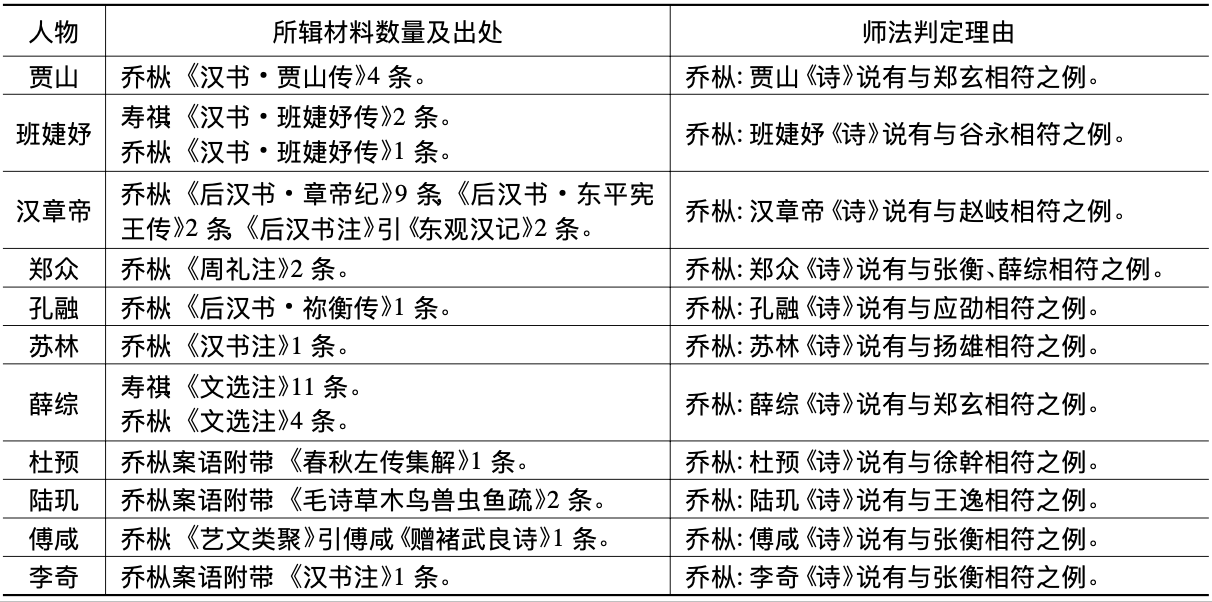 人物 所辑材料数量及出处 师法判定理由
贾山 乔枞:《汉书·贾山传》4 条。 乔枞:贾山《诗》说有与郑玄相符之例。
班婕妤 寿祺:《汉书·班婕妤传》2 条。
乔枞:《汉书·班婕妤传》1 条。 乔枞:班婕妤《诗》说有与谷永相符之例。
汉章帝 乔枞:《后汉书·章帝纪》9 条,《后汉书·东平宪
王传》2 条,《后汉书注》引《东观汉记》2 条。 乔枞:汉章帝《诗》说有与赵岐相符之例。
郑众 乔枞:《周礼注》2 条。 乔枞:郑众《诗》说有与张衡、薛综相符之例。
孔融 乔枞:《后汉书·祢衡传》1 条。 乔枞:孔融《诗》说有与应劭相符之例。
苏林 乔枞:《汉书注》1 条。 乔枞:苏林《诗》说有与扬雄相符之例。
薛综 寿祺:《文选注》11 条。
乔枞:《文选注》4 条。 乔枞:薛综《诗》说有与郑玄相符之例。
杜预 乔枞案语附带:《春秋左传集解》1 条。 乔枞:杜预《诗》说有与徐幹相符之例。
陆玑 乔枞案语附带:《毛诗草木鸟兽虫鱼疏》2 条。 乔枞:陆玑《诗》说有与王逸相符之例。
傅咸 乔枞:《艺文类聚》引傅咸《赠褚武良诗》1 条。 乔枞:傅咸《诗》说有与张衡相符之例。
李奇 乔枞案语附带:《汉书注》1 条。 乔枞:李奇《诗》说有与张衡相符之例。